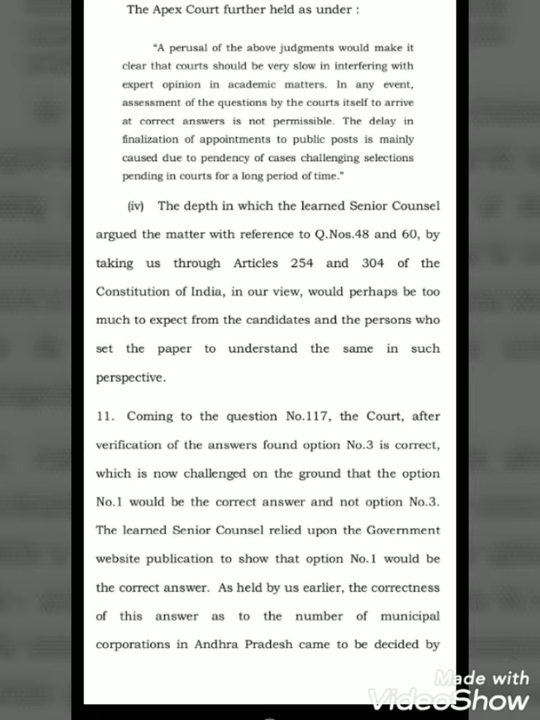 The Apex Court further held as under :
"A perusal of the above judgments would make it
clear that courts should be very slow in interfering with
expert opinion in academic matters. In any event,
assessment of the questions by the courts itself to arrive
at correct answers is not permissible. The delay in
finalization of appointments to public posts is mainly
caused due to pendency of cases challenging selections
pending in courts for a long period of time."
(iv) The depth in which the learned Senior Counsel
argued the matter with reference to Q.Nos.48 and 60, by
taking us through Articles 254 and 304 of the
Constitution of India, in our view, would perhaps be too
much to expect from the candidates and the persons who
set the paper to understand the same in such
perspective.
11. Coming to the question No.117, the Court, after
verification of the answers found option No.3 is correct,
which is now challenged on the ground that the option
No.1 would be the correct answer and not option No.3.
The learned Senior Counsel relied upon the Government
website publication to show that option No.1 would be
the correct answer. As held by us earlier, the correctness
of this answer as to the number of municipal
corporations in Andhra Pradesh came to be decided by
Made with
VideoShow